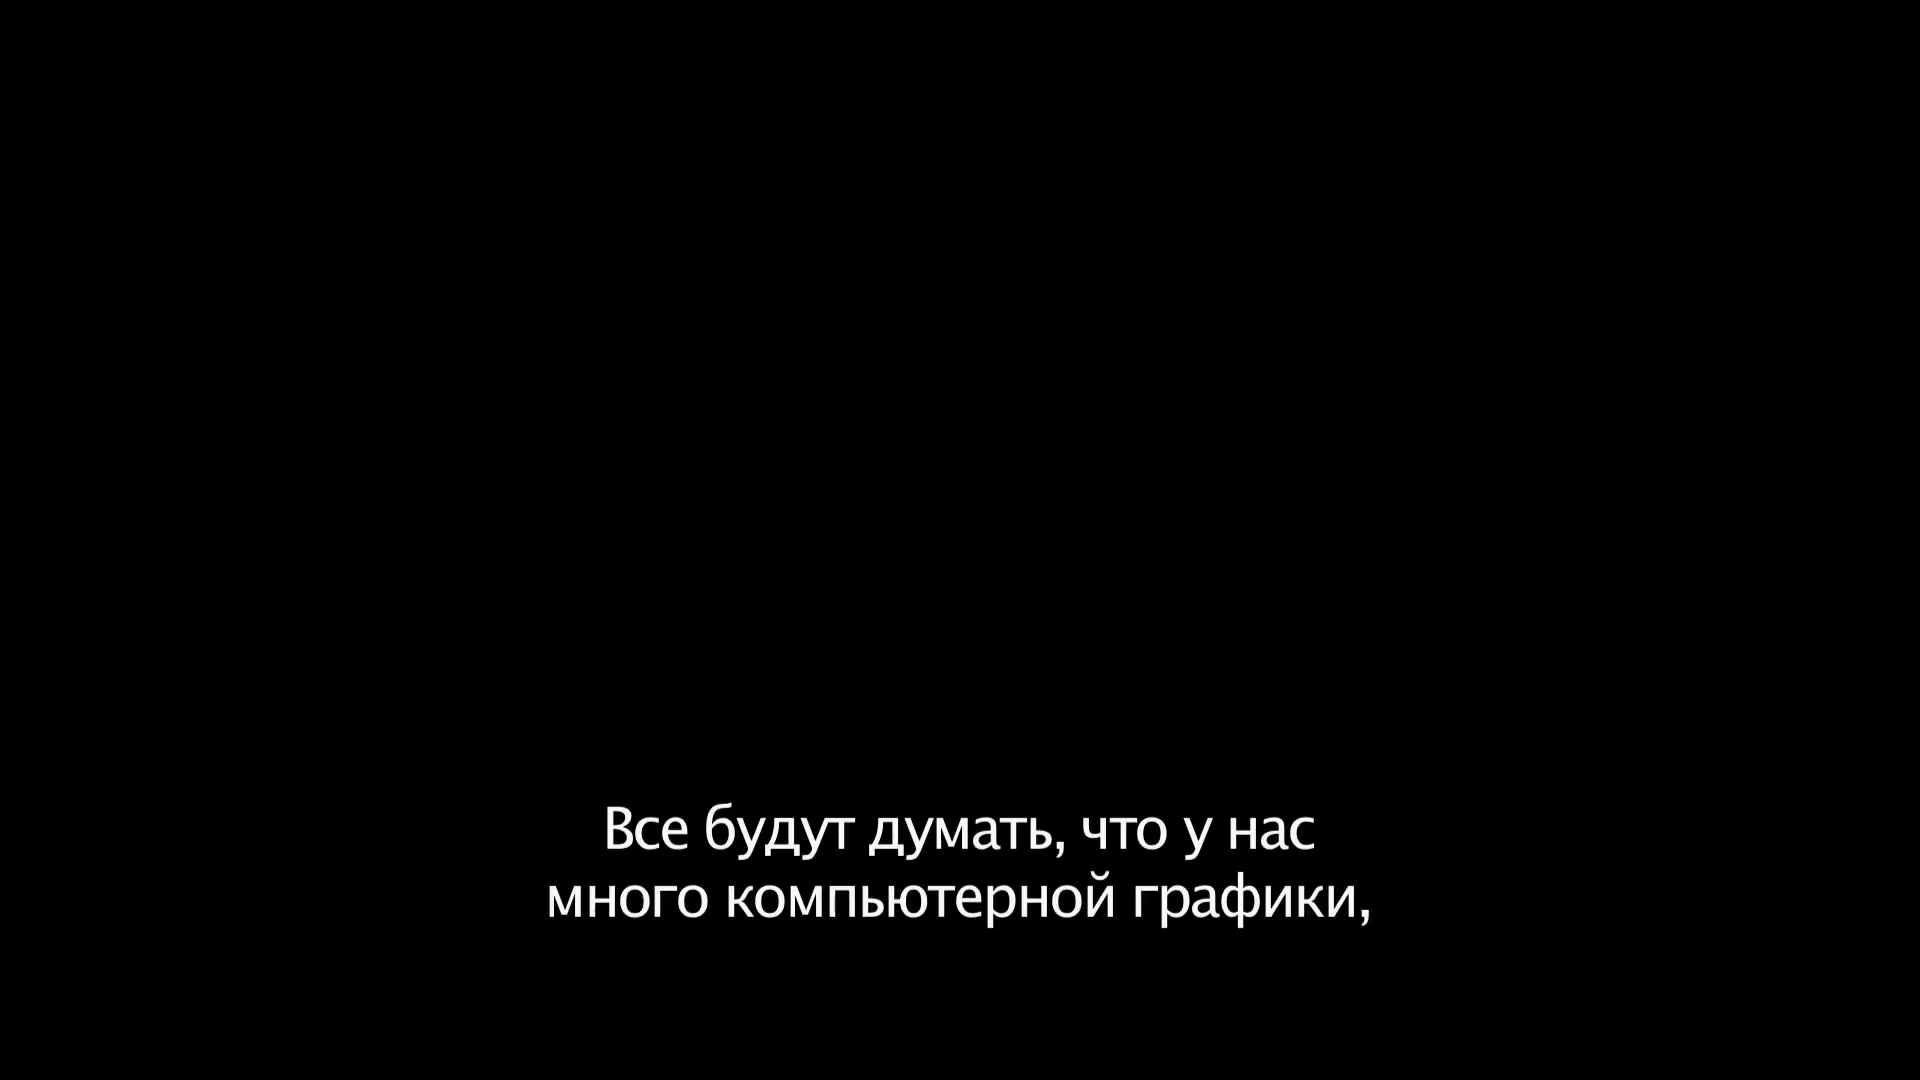 Все будут думать, что у нас
много компьютерной графики,